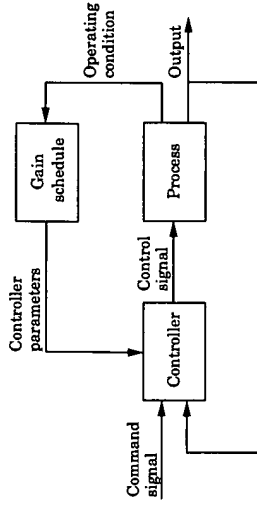 Controller
parameters
Gain
schedule
Operating
condition
Command
signal
Controller
Control
signal
Process
Output